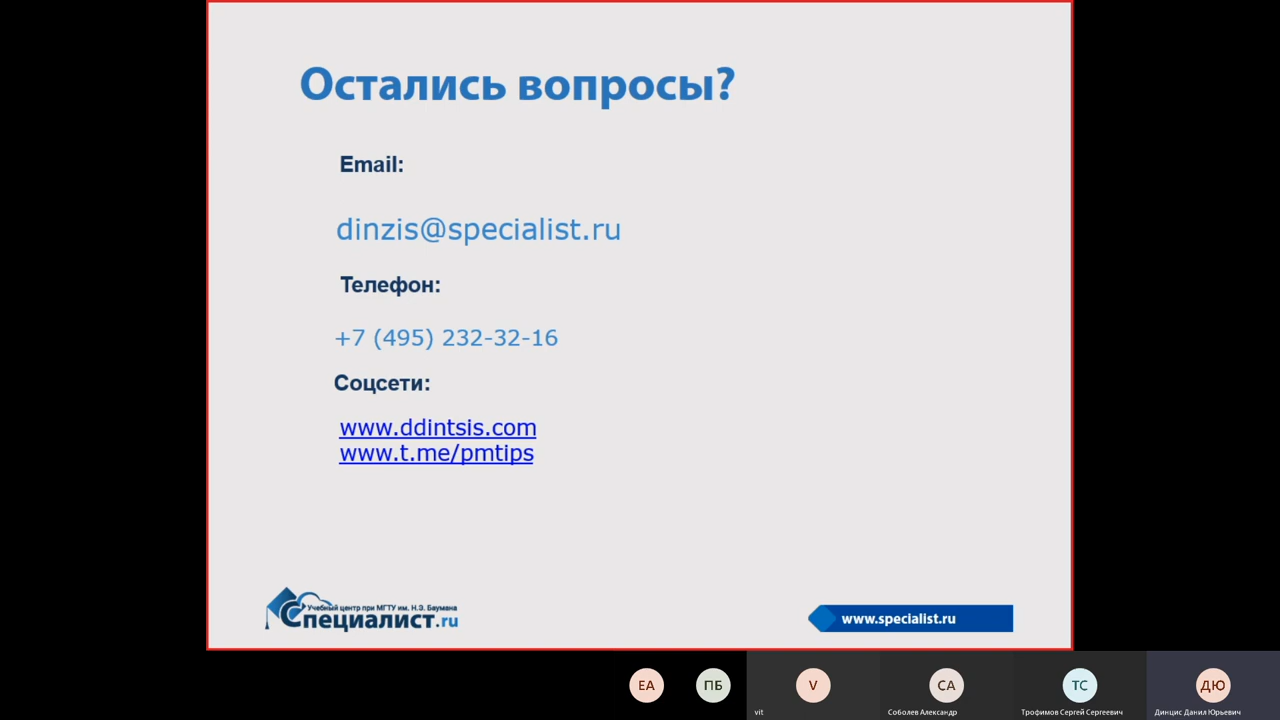 Остались вопросы?
Email:
dinzis@specialist.ru
Телефон:
+7 (495) 232-32-16
Соцсети:
www.ddintsis.com
www.t.me/pmtips
Учебный центр при МГТУ им. Н.Э. Баумана
Специалист.ru
www.specialist.ru
ЕА
ПБ
V
СА
ТС
ДЮ
vit
Соболев Александр
Трофимов Сергей Сергеевич
Динцис Данил Юрьевич